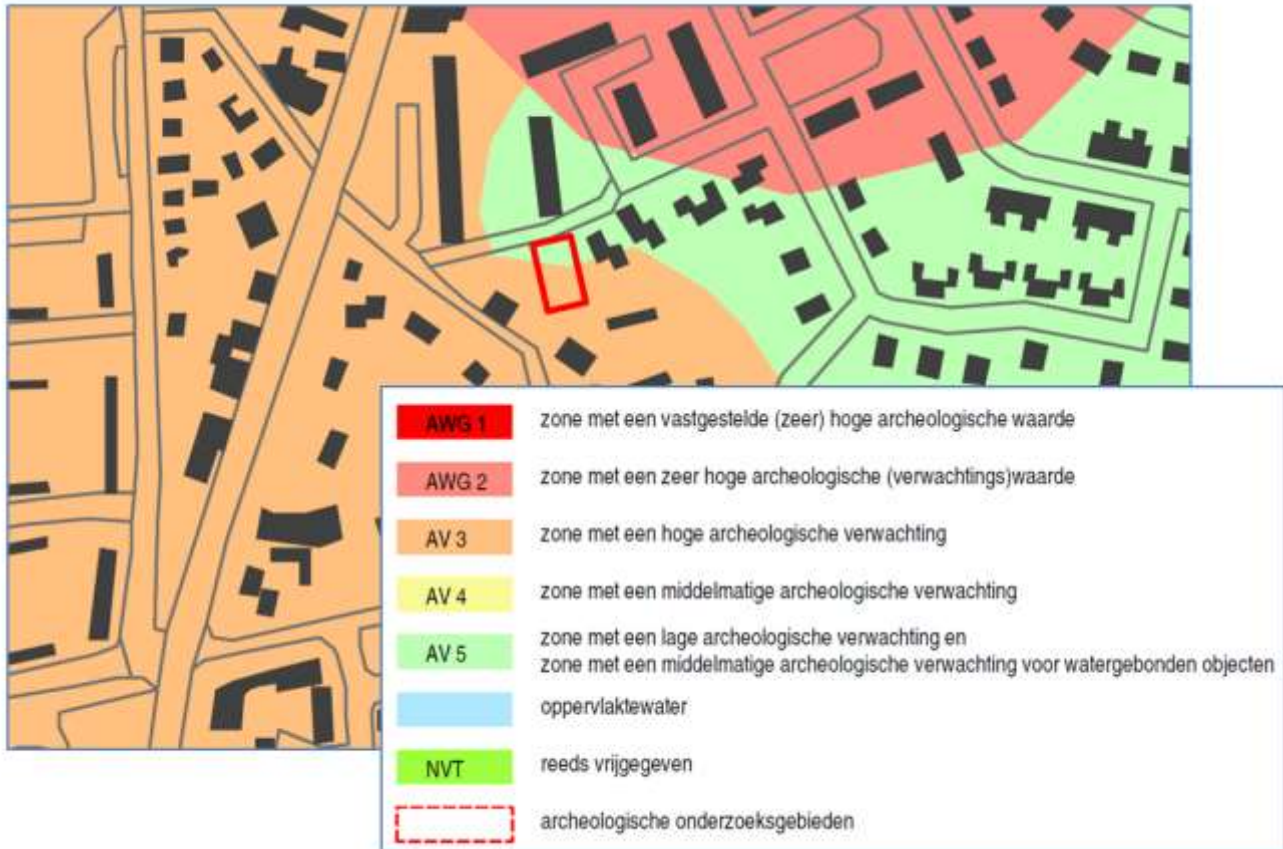 AWG 1 zone met een vastgestelde (zeer) hoge archeologische waarde
AWG 2 zone met een zeer hoge archeologische (verwachtings)waarde
AV 3 zone met een hoge archeologische verwachting
AV 4 zone met een middelmatige archeologische verwachting
AV 5 zone met een lage archeologische verwachting en
zone met een middelmatige archeologische verwachting voor watergebonden objecten
oppervlaktewater
NVT reeds vrijgegeven
archeologische onderzoeksgebieden